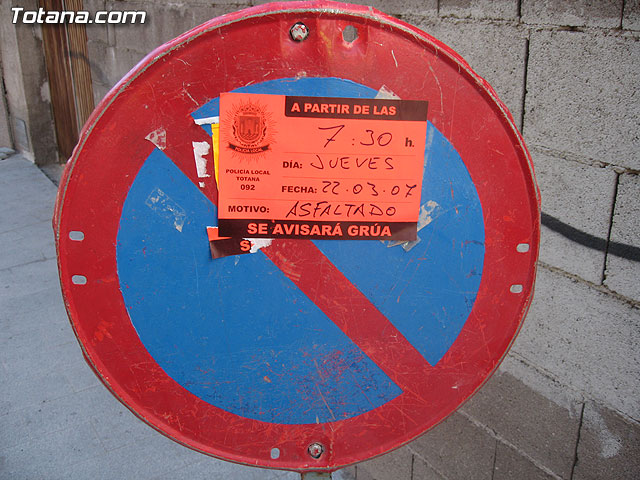 Totana.com
A PARTIR DE LAS
7:30 h.
POLICIA LOCAL
TOTANA
092
DÍA: JUEVES
FECHA: 22-03-07
MOTIVO: ASFALTADO
SE AVISARÁ GRÚA
S